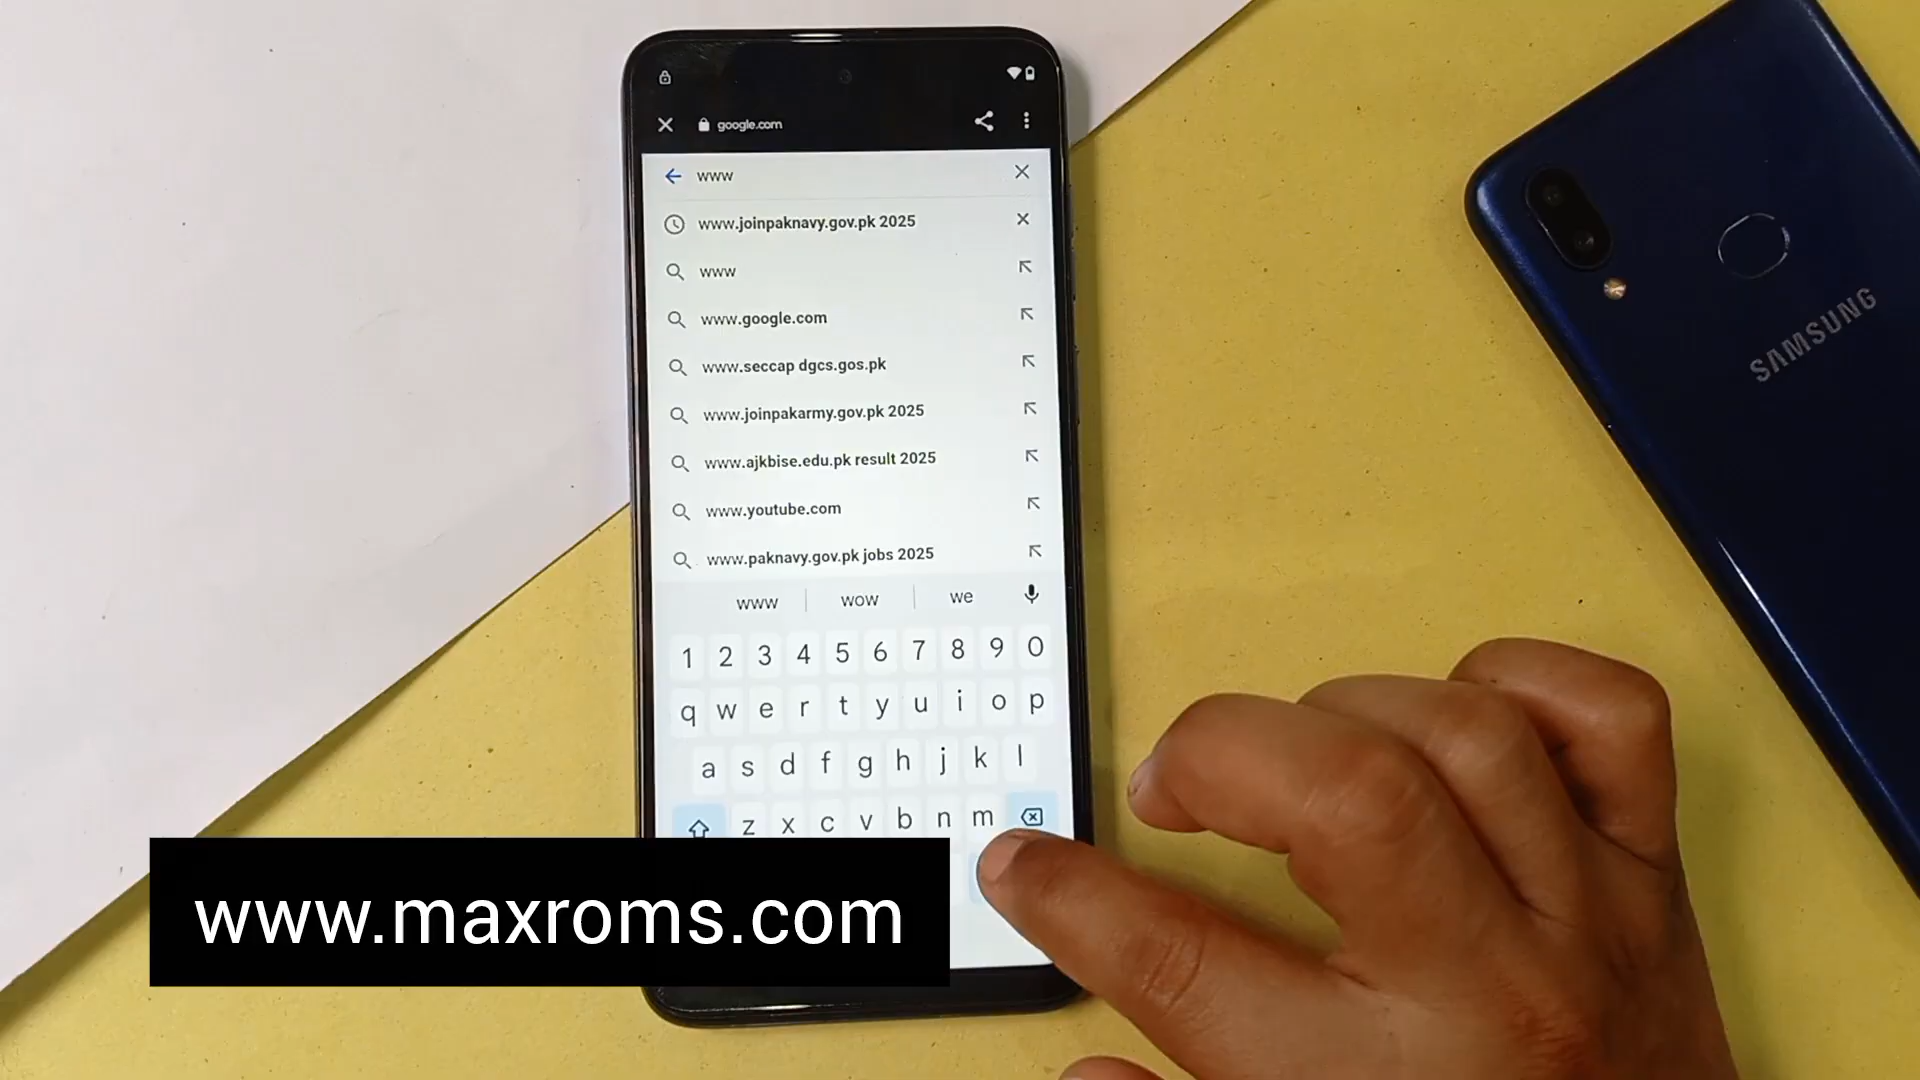 google.com
www
www.joinpaknavy.gov.pk 2025
www
www.google.com
www.seccap dgcs.gos.pk
www.joinpakarmy.gov.pk 2025
www.ajkbise.edu.pk result 2025
www.youtube.com
www.paknavy.gov.pk jobs 2025
www wow we
1 2 3 4 5 6 7 8 9 0
q w e r t y u i o p
a s d f g h j k l
z x c v b n m
www.maxroms.com
SAMSUNG